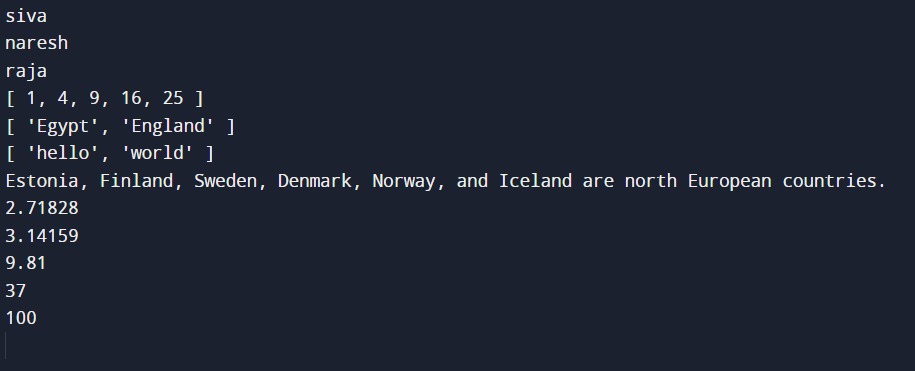 siva
naresh
raja
[ 1, 4, 9, 16, 25 ]
[ 'Egypt', 'England' ]
[ 'hello', 'world' ]
Estonia, Finland, Sweden, Denmark, Norway, and Iceland are north European countries.
2.71828
3.14159
9.81
37
100